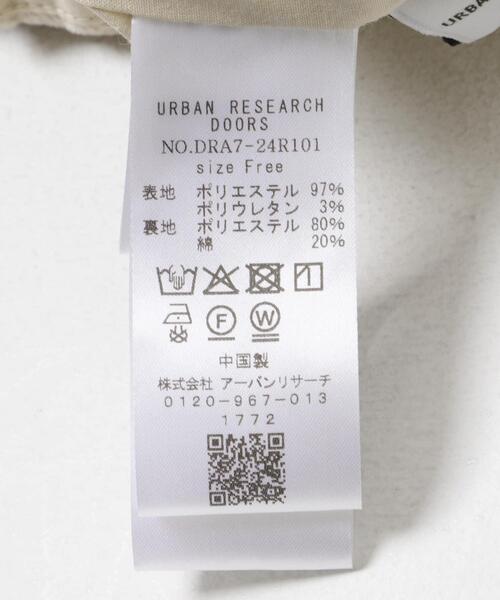 URBAN RESEARCH
DOORS
NO.DRA7-24R101
size Free
表地 ポリエステル 97%
ポリウレタン 3%
裏地 ポリエステル 80%
綿 20%
F W
中国製
株式会社 アーバンリサーチ
0120-967-013
1772
URBA